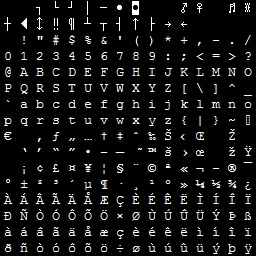 ┐ └ ┘ │ ─ • ◘ ♂ ♀ ♬ ¤
┼ ◄ ↕ ‼ ¶ ┴ ┬ ┤ ↑ ├ → ←
! " # $ % & ' ( ) * + , - . /
0 1 2 3 4 5 6 7 8 9 : ; < = > ?
@ A B C D E F G H I J K L M N O
P Q R S T U V W X Y Z [ \ ] ^ _
` a b c d e f g h i j k l m n o
p q r s t u v w x y z { | } ~
€ ‚ ƒ „ … † ‡ ˆ ‰ Š ‹ Œ Ž
‘ ’ “ ” • – — ˜ ™ š › œ ž Ÿ
¡ ¢ £ ¤ ¥ ¦ § ¨ © ª « ¬ - ® ¯
° ± ² ³ ´ µ ¶ · ¸ ¹ º » ¼ ½ ¾ ¿
À Á Â Ã Ä Å Æ Ç È É Ê Ë Ì Í Î Ï
Ð Ñ Ò Ó Ô Õ Ö × Ø Ù Ú Û Ü Ý Þ ß
à á â ã ä å æ ç è é ê ë ì í î ï
ð ñ ò ó ô õ ö ÷ ø ù ú û ü ý þ ÿ